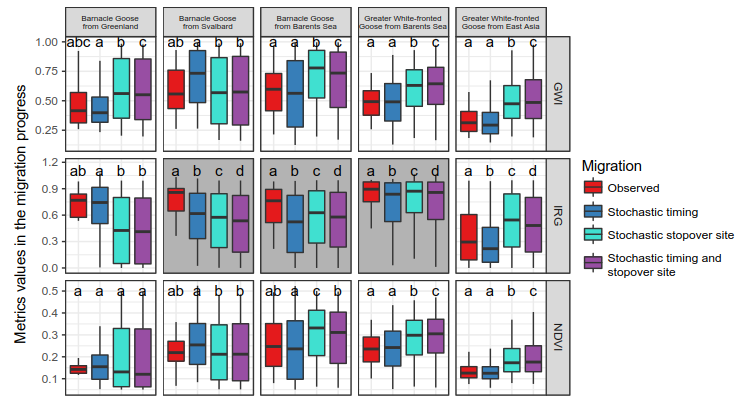 Barnacle Goose
from Greenland
Barnacle Goose
from Svalbard
Barnacle Goose
from Barents Sea
Greater White-fronted
Goose from Barents Sea
Greater White-fronted
Goose from East Asia
Metrics values in the migration progress
1.00
0.75
0.50
0.25
abc a b c
ab a b b
a a b b
a a b c
a a b c
GWI
1.2
0.9
0.6
0.3
0.0
ab a b b
a b c d
a b c d
a b c d
a b c d
IRG
0.5
0.4
0.3
0.2
0.1
a a a a
ab a b b
ab a c b
a a b c
a a b c
NDVI
Migration
Observed
Stochastic timing
Stochastic stopover site
Stochastic timing and
stopover site